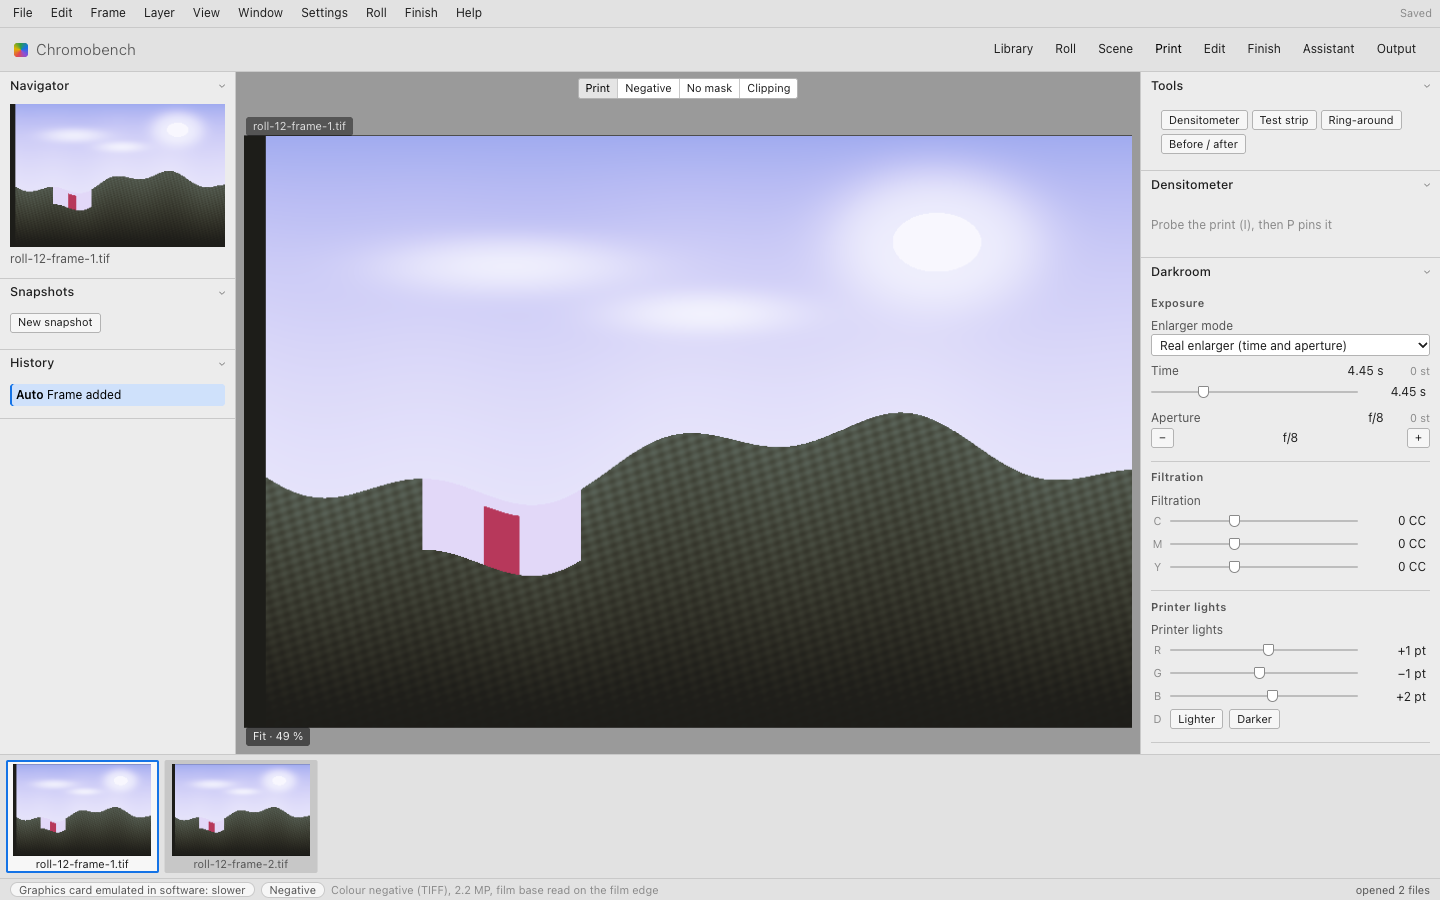 File Edit Frame Layer View Window Settings Roll Finish Help Saved
Chromobench Library Roll Scene Print Edit Finish Assistant Output
Navigator
roll-12-frame-1.tif
Snapshots
New snapshot
History
Auto Frame added
Print Negative No mask Clipping
roll-12-frame-1.tif
Fit · 49 %
Tools
Densitometer Test strip Ring-around
Before / after
Densitometer
Probe the print (I), then P pins it
Darkroom
Exposure
Enlarger mode
Real enlarger (time and aperture)
Time 4.45 s 0 st
4.45 s
Aperture f/8 0 st
− f/8 +
Filtration
Filtration
C 0 CC
M 0 CC
Y 0 CC
Printer lights
Printer lights
R +1 pt
G −1 pt
B +2 pt
D Lighter Darker
roll-12-frame-1.tif roll-12-frame-2.tif
Graphics card emulated in software: slower Negative Colour negative (TIFF), 2.2 MP, film base read on the film edge opened 2 files